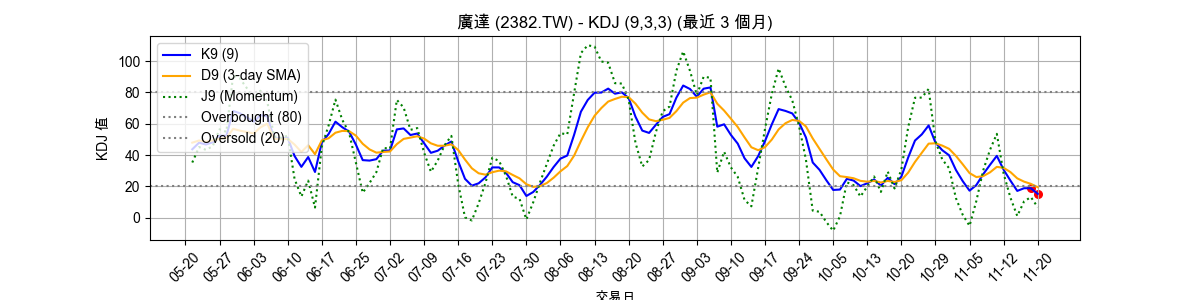 廣達 (2382.TW) - KDJ (9,3,3) (最近 3 個月)
K9 (9)
D9 (3-day SMA)
J9 (Momentum)
Overbought (80)
Oversold (20)
KDJ 值
100
80
60
40
20
0
05-20 05-27 06-03 06-10 06-17 06-25 07-02 07-09 07-16 07-23 07-30 08-06 08-13 08-20 08-27 09-03 09-10 09-17 09-24 10-05 10-13 10-20 10-29 11-05 11-12 11-20
交易日